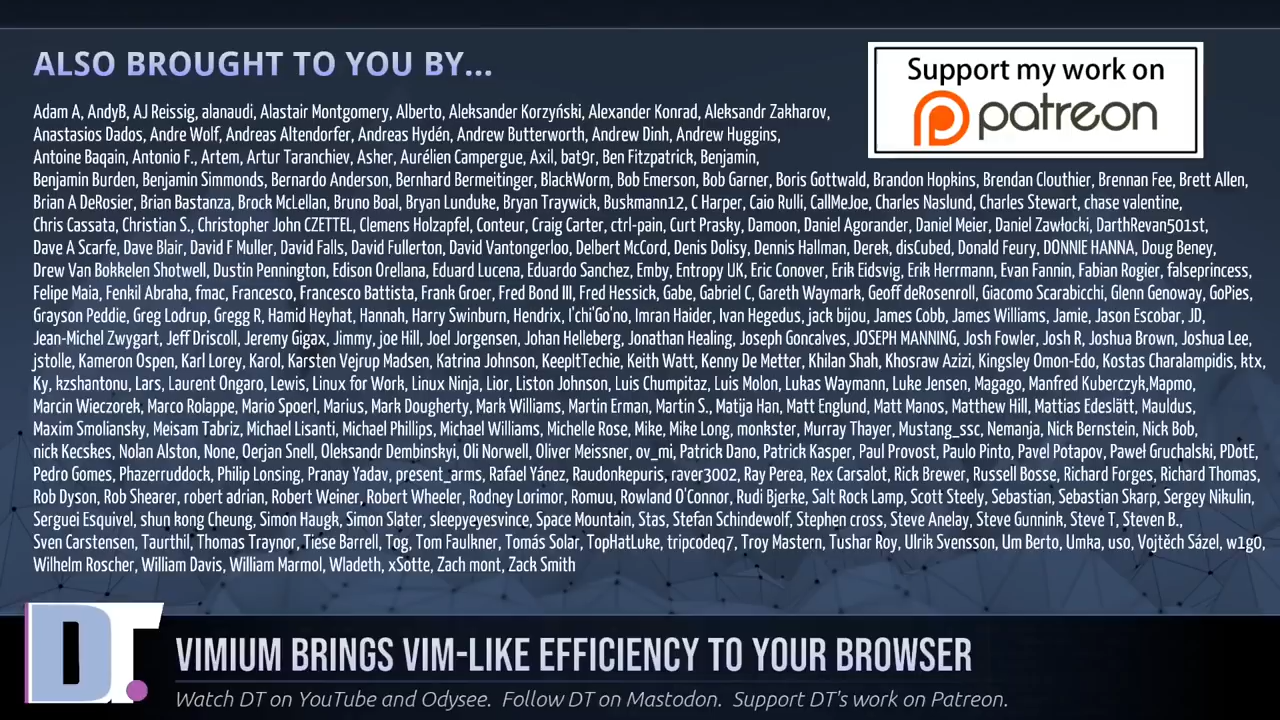 ALSO BROUGHT TO YOU BY...
Support my work on
patreon
Adam A, AndyB, AJ Reissig, alanaudi, Alastair Montgomery, Alberto, Aleksander Korzyński, Alexander Konrad, Aleksandr Zakharov,
Anastasios Dados, Andre Wolf, Andreas Altendorfer, Andreas Hydén, Andrew Butterworth, Andrew Dinh, Andrew Huggins,
Antoine Baqain, Antonio F., Artem, Artur Taranchiev, Asher, Aurélien Campergue, Axil, bat9r, Ben Fitzpatrick, Benjamin,
Benjamin Burden, Benjamin Simmonds, Bernardo Anderson, Bernhard Bermeitinger, BlackWorm, Bob Emerson, Bob Garner, Boris Gottwald, Brandon Hopkins, Brendan Clouthier, Brennan Fee, Brett Allen,
Brian A DeRosier, Brian Bastanza, Brock McLellan, Bruno Boal, Bryan Lunduke, Bryan Traywick, Buskmann12, C Harper, Caio Rulli, CallMeJoe, Charles Naslund, Charles Stewart, chase valentine,
Chris Cassata, Christian S., Christopher John CZETTEL, Clemens Holzapfel, Conteur, Craig Carter, ctrl-pain, Curt Prasky, Damoon, Daniel Agorander, Daniel Meier, Daniel Zawłocki, DarthRevan501st,
Dave A Scarfe, Dave Blair, David F Muller, David Falls, David Fullerton, David Vantongerloo, Delbert McCord, Denis Dolisy, Dennis Hallman, Derek, disCubed, Donald Feury, DONNIE HANNA, Doug Beney,
Drew Van Bokkelen Shotwell, Dustin Pennington, Edison Orellana, Eduard Lucena, Eduardo Sanchez, Emby, Entropy UK, Eric Conover, Erik Eidsvig, Erik Herrmann, Evan Fannin, Fabian Rogier, falseprincess,
Felipe Maia, Fenkil Abraha, fmac, Francesco, Francesco Battista, Frank Groer, Fred Bond III, Fred Hessick, Gabe, Gabriel C, Gareth Waymark, Geoff deRosenroll, Giacomo Scarabicchi, Glenn Genoway, GoPies,
Grayson Peddie, Greg Lodrup, Gregg R, Hamid Heyhat, Hannah, Harry Swinburn, Hendrix, I'chi'Go'no, Imran Haider, Ivan Hegedus, jack bijou, James Cobb, James Williams, Jamie, Jason Escobar, JD,
Jean-Michel Zwygart, Jeff Driscoll, Jeremy Gigax, Jimmy, joe Hill, Joel Jorgensen, Johan Helleberg, Jonathan Healing, Joseph Goncalves, JOSEPH MANNING, Josh Fowler, Josh R, Joshua Brown, Joshua Lee,
jstolle, Kameron Ospen, Karl Lorey, Karol, Karsten Vejrup Madsen, Katrina Johnson, KeepItTechie, Keith Watt, Kenny De Metter, Khilan Shah, Khosraw Azizi, Kingsley Omon-Edo, Kostas Charalampidis, ktx,
Ky, kzshantonu, Lars, Laurent Ongaro, Lewis, Linux for Work, Linux Ninja, Lior, Liston Johnson, Luis Chumpitaz, Luis Molon, Lukas Waymann, Luke Jensen, Magago, Manfred Kuberczyk,Mapmo,
Marcin Wieczorek, Marco Rolappe, Mario Spoerl, Marius, Mark Dougherty, Mark Williams, Martin Erman, Martin S., Matija Han, Matt Englund, Matt Manos, Matthew Hill, Mattias Edeslätt, Mauldus,
Maxim Smoliansky, Meisam Tabriz, Michael Lisanti, Michael Phillips, Michael Williams, Michelle Rose, Mike, Mike Long, monkster, Murray Thayer, Mustang_ssc, Nemanja, Nick Bernstein, Nick Bob,
nick Kecskes, Nolan Alston, None, Oerjan Snell, Oleksandr Dembinskyi, Oli Norwell, Oliver Meissner, ov_mi, Patrick Dano, Patrick Kasper, Paul Provost, Paulo Pinto, Pavel Potapov, Paweł Gruchalski, PDotE,
Pedro Gomes, Phazerruddock, Philip Lonsing, Pranay Yadav, present_arms, Rafael Yánez, Raudonkepuris, raver3002, Ray Perea, Rex Carsalot, Rick Brewer, Russell Bosse, Richard Forges, Richard Thomas,
Rob Dyson, Rob Shearer, robert adrian, Robert Weiner, Robert Wheeler, Rodney Lorimor, Romuu, Rowland O'Connor, Rudi Bjerke, Salt Rock Lamp, Scott Steely, Sebastian, Sebastian Skarp, Sergey Nikulin,
Serguei Esquivel, shun kong Cheung, Simon Haugk, Simon Slater, sleepyeyesvince, Space Mountain, Stas, Stefan Schindewolf, Stephen cross, Steve Anelay, Steve Gunnink, Steve T, Steven B.,
Sven Carstensen, Taurthil, Thomas Traynor, Tiese Barrell, Tog, Tom Faulkner, Tomás Solar, TopHatLuke, tripcodeq7, Troy Mastern, Tushar Roy, Ulrik Svensson, Um Berto, Umka, uso, Vojtěch Sázel, w1g0,
Wilhelm Roscher, William Davis, William Marmol, Wladeth, xSotte, Zach mont, Zack Smith
DT.
VIMIUM BRINGS VIM-LIKE EFFICIENCY TO YOUR BROWSER
Watch DT on YouTube and Odysee. Follow DT on Mastodon. Support DT's work on Patreon.